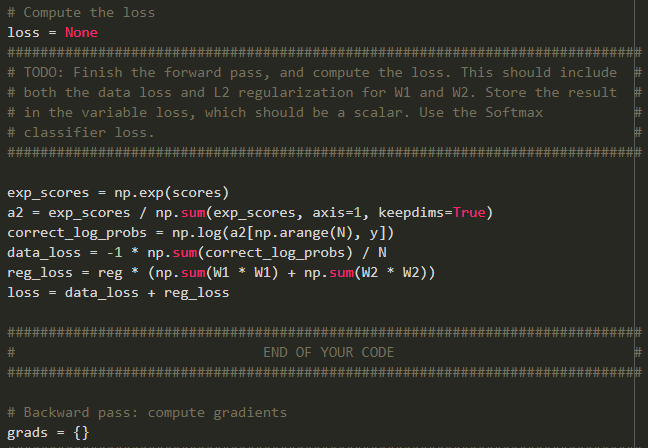 # Compute the loss
loss = None
#############################################################################
# TODO: Finish the forward pass, and compute the loss. This should include  #
# both the data loss and L2 regularization for W1 and W2. Store the result  #
# in the variable loss, which should be a scalar. Use the Softmax           #
# classifier loss.                                                          #
#############################################################################
exp_scores = np.exp(scores)
a2 = exp_scores / np.sum(exp_scores, axis=1, keepdims=True)
correct_log_probs = np.log(a2[np.arange(N), y])
data_loss = -1 * np.sum(correct_log_probs) / N
reg_loss = reg * (np.sum(W1 * W1) + np.sum(W2 * W2))
loss = data_loss + reg_loss
#############################################################################
#                              END OF YOUR CODE                             #
#############################################################################
# Backward pass: compute gradients
grads = {}